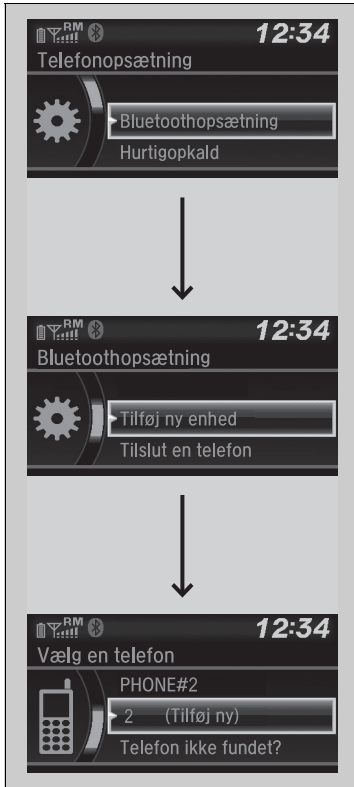 RM 12:34
Telefonopsætning
Bluetoothopsætning
Hurtigopkald
RM 12:34
Bluetoothopsætning
Tilføj ny enhed
Tilslut en telefon
RM 12:34
Vælg en telefon
PHONE#2
2 (Tilføj ny)
Telefon ikke fundet?